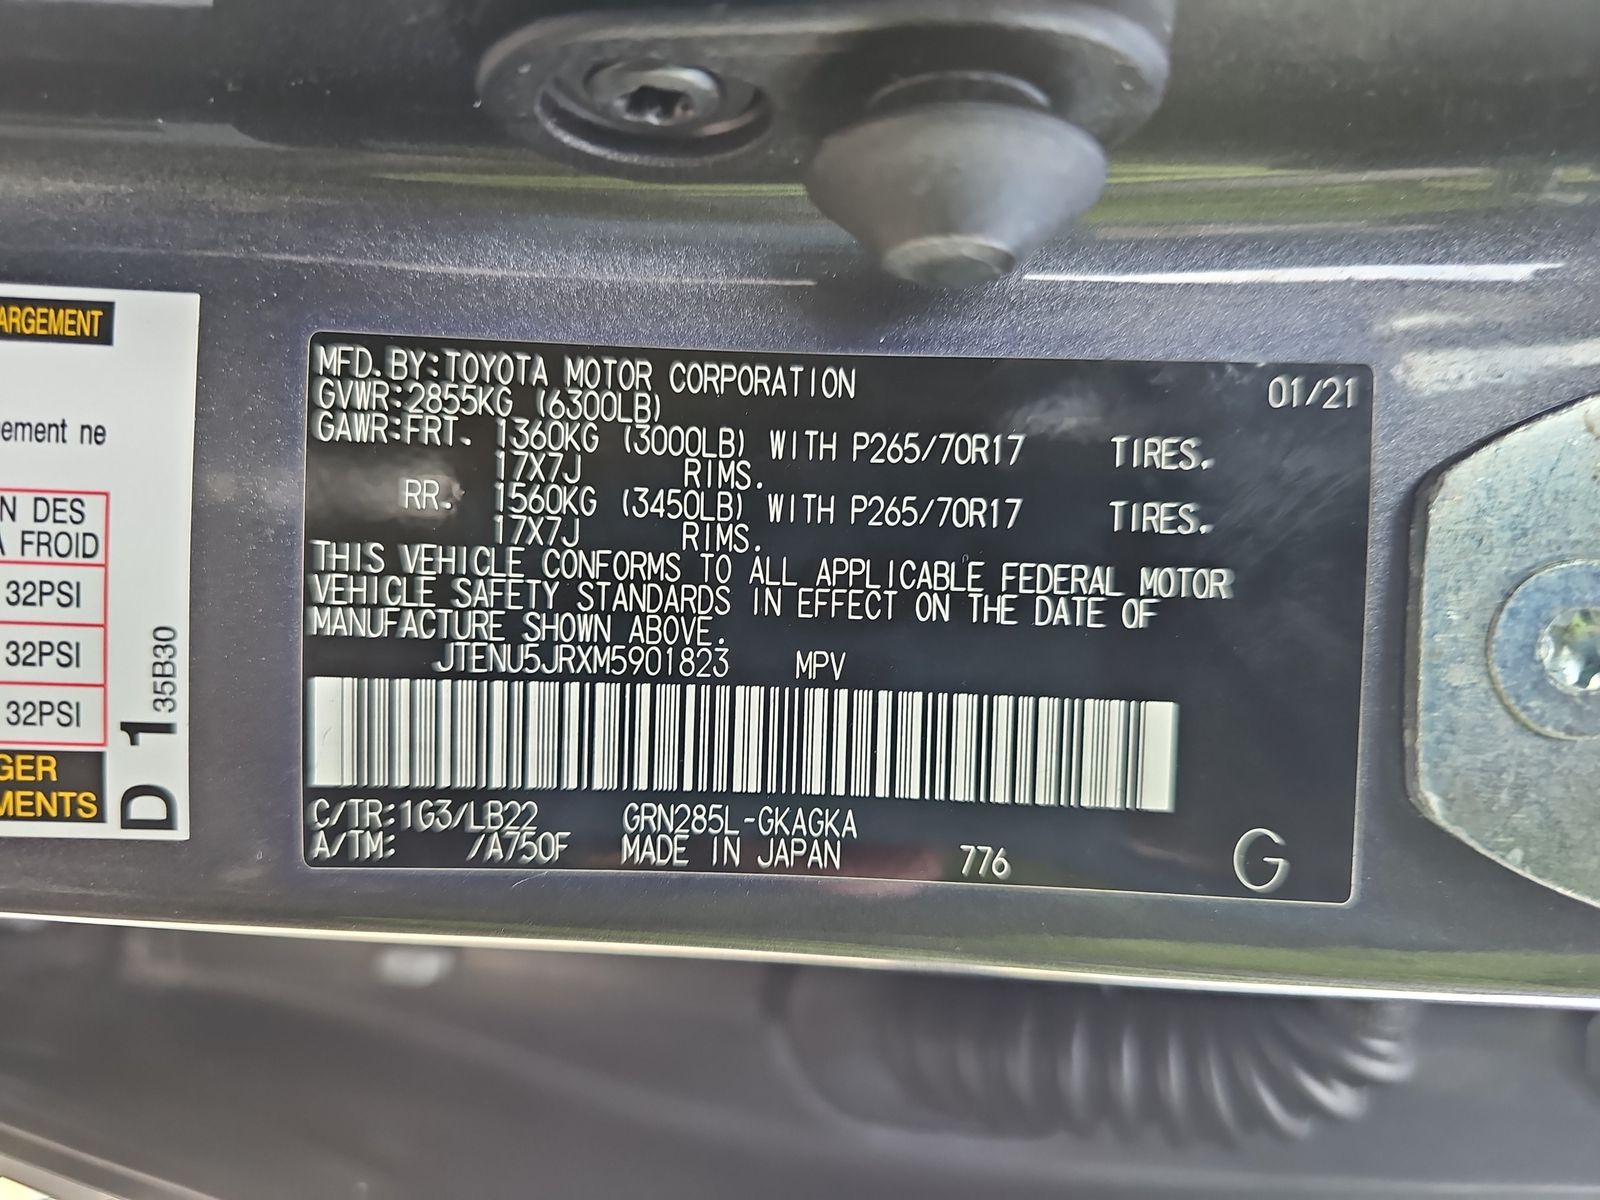 ARGEMENT
ement ne
N DES
A FROID
32PSI
32PSI
32PSI
GER
MENTS
D 1 35B30
MFD.BY:TOYOTA MOTOR CORPORATION 01/21
GVWR:2855KG (6300LB)
GAWR:FRT. 1360KG (3000LB) WITH P265/70R17 TIRES.
17X7J RIMS.
RR. 1560KG (3450LB) WITH P265/70R17 TIRES.
17X7J RIMS.
THIS VEHICLE CONFORMS TO ALL APPLICABLE FEDERAL MOTOR
VEHICLE SAFETY STANDARDS IN EFFECT ON THE DATE OF
MANUFACTURE SHOWN ABOVE.
JTENU5JRXM5901823 MPV
C/TR:1G3/LB22 GRN285L-GKAGKA
A/TM: /A750F MADE IN JAPAN 776 G